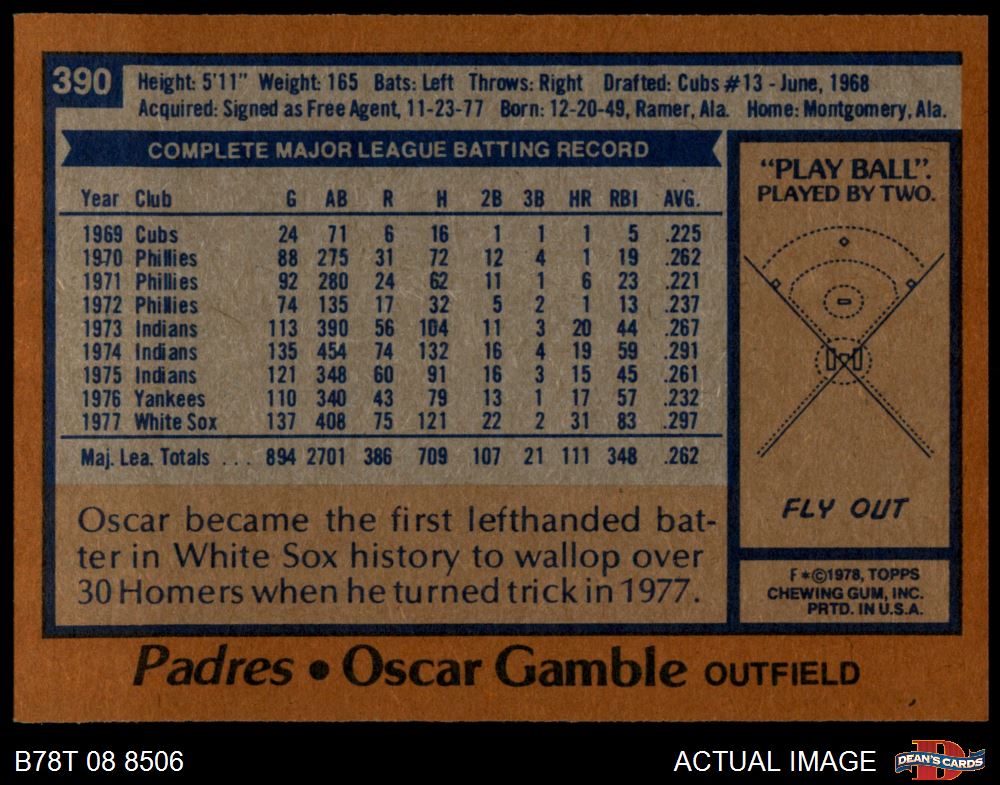 390
Height: 5'11" Weight: 165 Bats: Left Throws: Right Drafted: Cubs #13 - June, 1968
Acquired: Signed as Free Agent, 11-23-77 Born: 12-20-49, Ramer, Ala. Home: Montgomery, Ala.
COMPLETE MAJOR LEAGUE BATTING RECORD
Year Club G AB R H 2B 3B HR RBI AVG.
1969 Cubs 24 71 6 16 1 1 1 5 .225
1970 Phillies 88 275 31 72 12 4 1 19 .262
1971 Phillies 92 280 24 62 11 1 6 23 .221
1972 Phillies 74 135 17 32 5 2 1 13 .237
1973 Indians 113 390 56 104 11 3 20 44 .267
1974 Indians 135 454 74 132 16 4 19 59 .291
1975 Indians 121 348 60 91 16 3 15 45 .261
1976 Yankees 110 340 43 79 13 1 17 57 .232
1977 White Sox 137 408 75 121 22 2 31 83 .297
Maj. Lea. Totals ... 894 2701 386 709 107 21 111 348 .262
Oscar became the first lefthanded bat-
ter in White Sox history to wallop over
30 Homers when he turned trick in 1977.
"PLAY BALL".
PLAYED BY TWO.
FLY OUT
F*©1978, TOPPS
CHEWING GUM, INC.
PRTD. IN U.S.A.
Padres • Oscar Gamble OUTFIELD
B78T 08 8506
ACTUAL IMAGE
D
DEAN'S CARDS